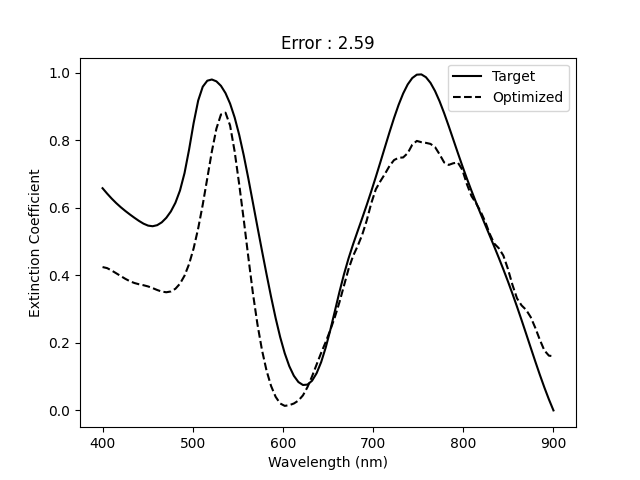 Error : 2.59
Target
Optimized
1.0
0.8
0.6
0.4
0.2
0.0
Extinction Coefficient
400 500 600 700 800 900
Wavelength (nm)